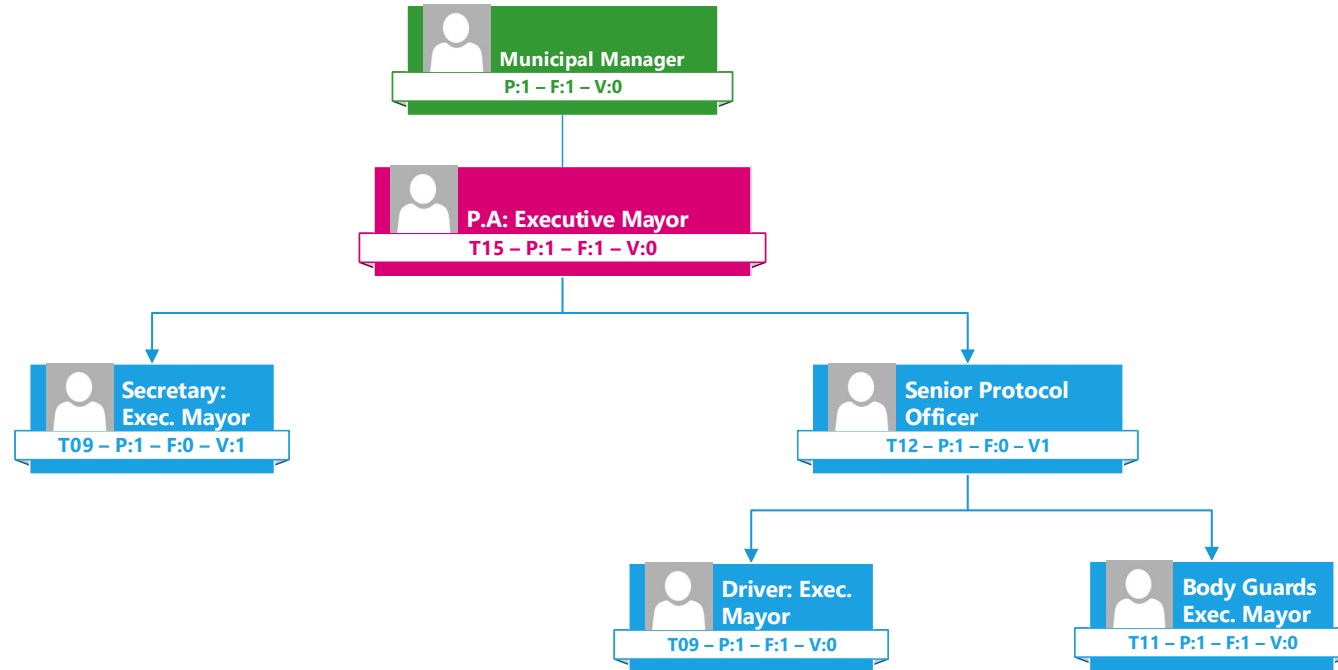 Municipal Manager
P:1 – F:1 – V:0
P.A: Executive Mayor
T15 – P:1 – F:1 – V:0
Secretary:
Exec. Mayor
T09 – P:1 – F:0 – V:1
Senior Protocol
Officer
T12 – P:1 – F:0 – V1
Driver: Exec.
Mayor
T09 – P:1 – F:1 – V:0
Body Guards
Exec. Mayor
T11 – P:1 – F:1 – V:0